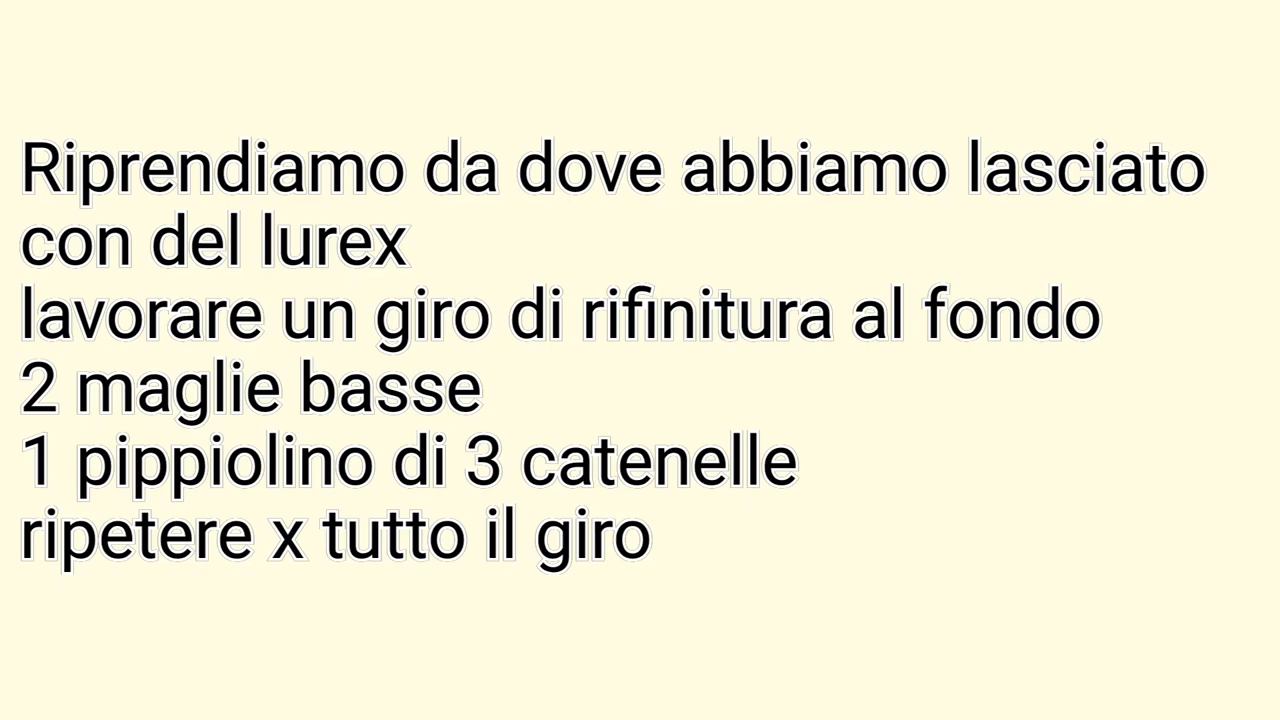 Riprendiamo da dove abbiamo lasciato
con del lurex
lavorare un giro di rifinitura al fondo
2 maglie basse
1 pippiolino di 3 catenelle
ripetere x tutto il giro